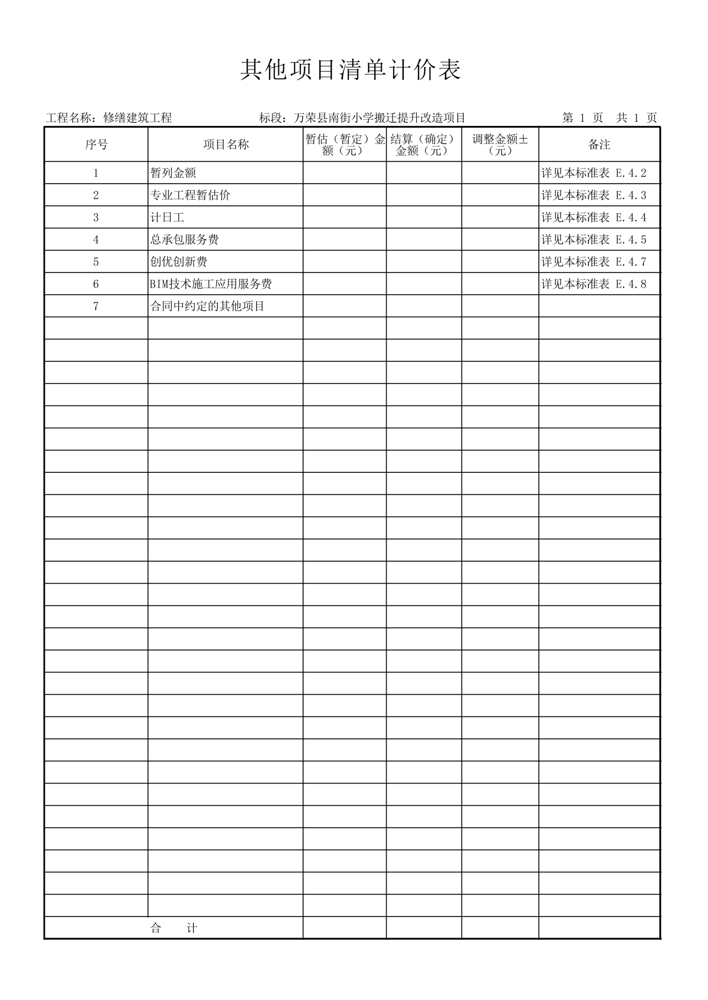 其他项目清单计价表
工程名称：修缮建筑工程 标段：万荣县南街小学搬迁提升改造项目 第 1 页 共 1 页
序号 项目名称 暂估（暂定）金额（元） 结算（确定）金额（元） 调整金额±（元） 备注
1 暂列金额 详见本标准表 E.4.2
2 专业工程暂估价 详见本标准表 E.4.3
3 计日工 详见本标准表 E.4.4
4 总承包服务费 详见本标准表 E.4.5
5 创优创新费 详见本标准表 E.4.7
6 BIM技术施工应用服务费 详见本标准表 E.4.8
7 合同中约定的其他项目
合 计